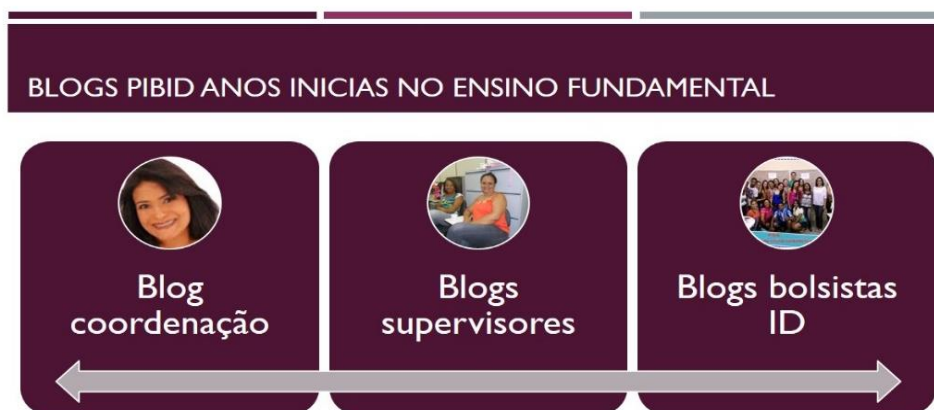 BLOGS PIBID ANOS INICIAS NO ENSINO FUNDAMENTAL
Blog
coordenação
Blogs
supervisores
Blogs bolsistas
ID